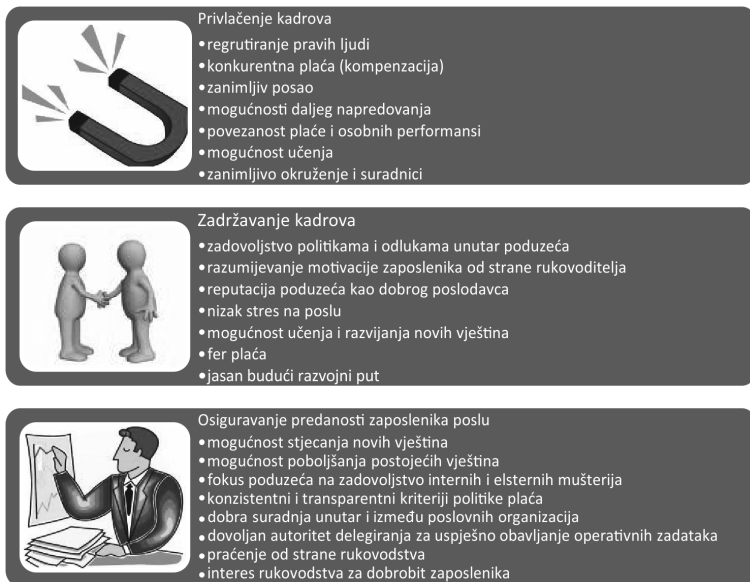 Privlačenje kadrova
•regrutiranje pravih ljudi
•konkurentna plaća (kompenzacija)
•zanimljiv posao
•mogućnosti daljeg napredovanja
•povezanost plaće i osobnih performansi
•mogućnost učenja
•zanimljivo okruženje i suradnici
Zadržavanje kadrova
•zadovoljstvo politikama i odlukama unutar poduzeća
•razumijevanje motivacije zaposlenika od strane rukovoditelja
•reputacija poduzeća kao dobrog poslodavca
•nizak stres na poslu
•mogućnost učenja i razvijanja novih vještina
•fer plaća
•jasan budući razvojni put
Osiguravanje predanosti zaposlenika poslu
•mogućnost stjecanja novih vještina
•mogućnost poboljšanja postojećih vještina
•fokus poduzeća na zadovoljstvo internih i elsternih mušterija
•konzistentni i transparentni kriteriji politike plaća
•dobra suradnja unutar i između poslovnih organizacija
•dovoljan autoritet delegiranja za uspješno obavljanje operativnih zadataka
•praćenje od strane rukovodstva
•interes rukovodstva za dobrobit zaposlenika